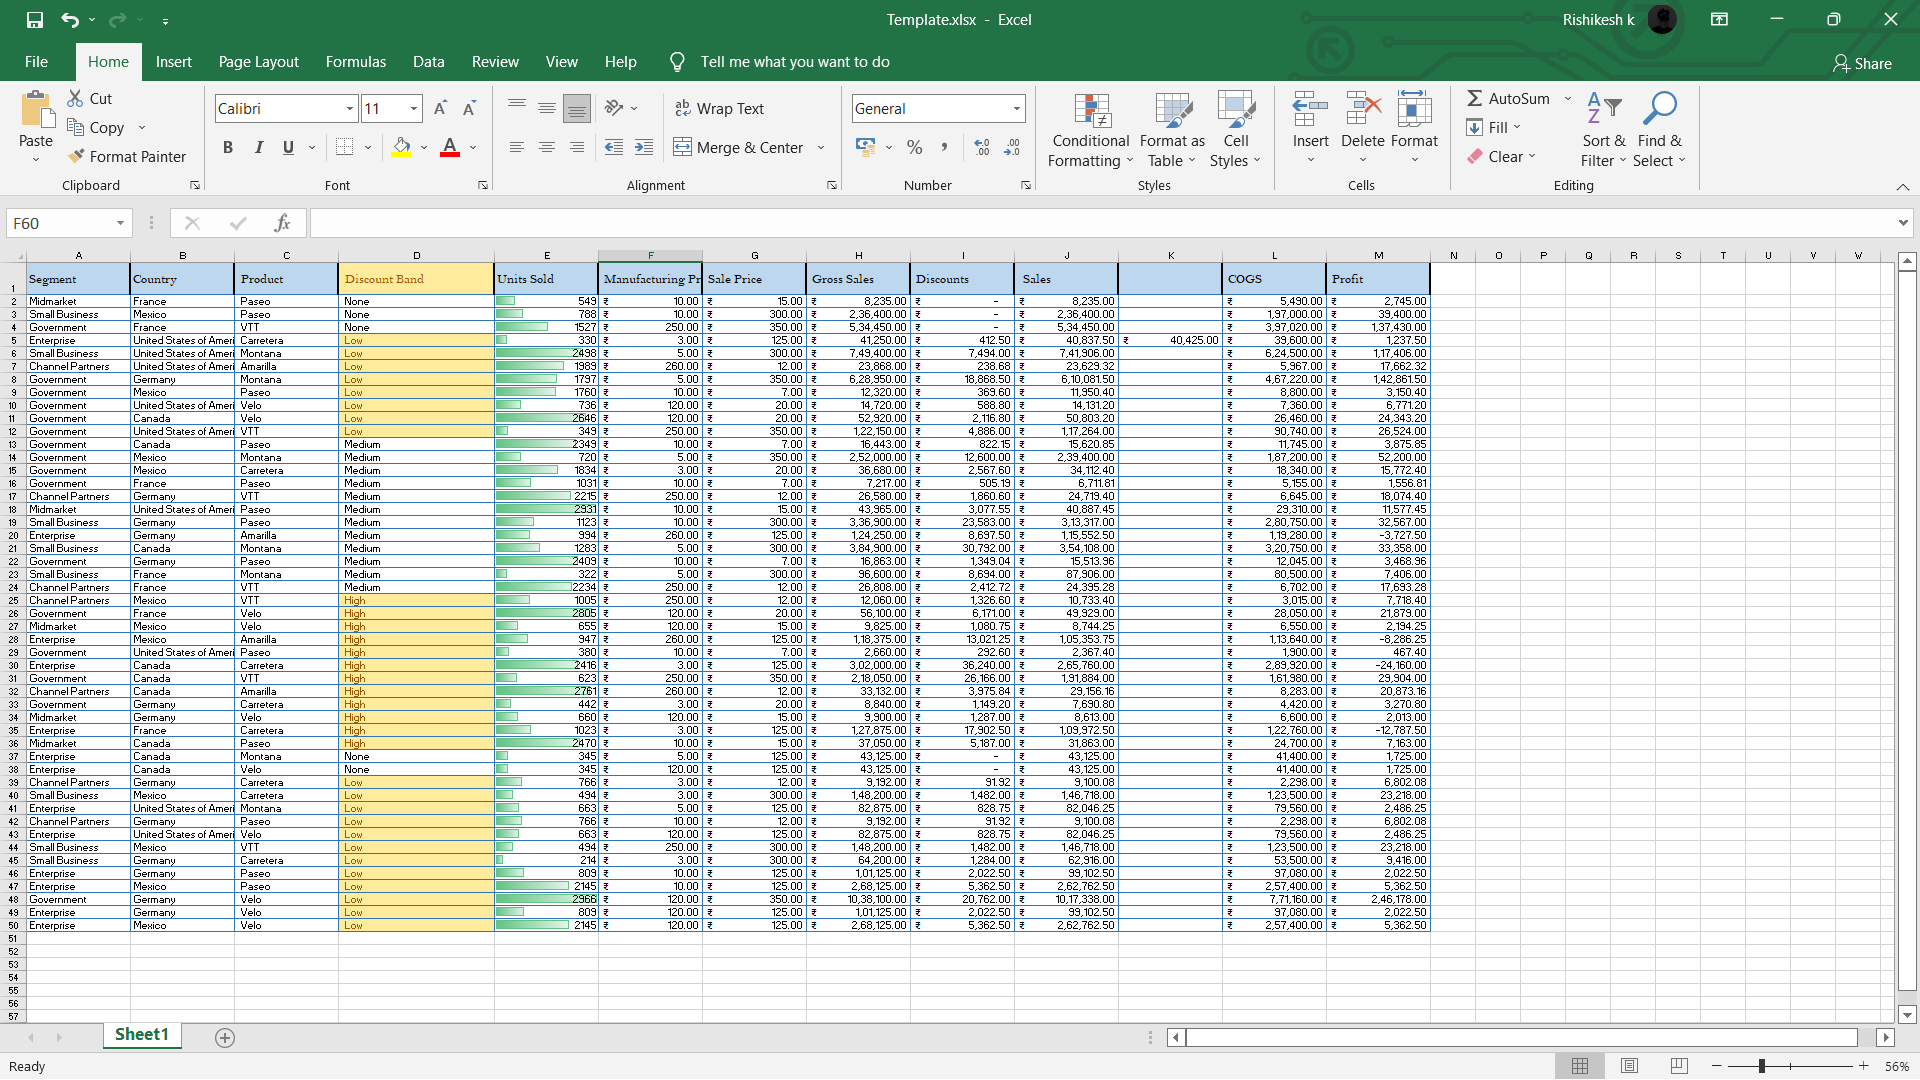 Template.xlsx - Excel
Rishikesh k
File Home Insert Page Layout Formulas Data Review View Help Tell me what you want to do Share
Cut
Copy
Format Painter
Paste
Clipboard
Calibri 11
B I U
Font
Wrap Text
Merge & Center
Alignment
General
Number
Conditional Formatting
Format as Table
Cell Styles
Styles
Insert Delete Format
Cells
AutoSum
Fill
Clear
Sort & Filter
Find & Select
Editing
F60 fx
A B C D E F G H I J K L M N O P Q R S T U V W
1 Segment Country Product Discount Band Units Sold Manufacturing Pr Sale Price Gross Sales Discounts Sales COGS Profit
2 Midmarket France Paseo None 549 ₹ 10.00 ₹ 15.00 ₹ 8,235.00 ₹ - ₹ 8,235.00 ₹ 5,490.00 ₹ 2,745.00
3 Small Business Mexico Paseo None 788 ₹ 10.00 ₹ 300.00 ₹ 2,36,400.00 ₹ - ₹ 2,36,400.00 ₹ 1,97,000.00 ₹ 39,400.00
4 Government France VTT None 1527 ₹ 250.00 ₹ 350.00 ₹ 5,34,450.00 ₹ - ₹ 5,34,450.00 ₹ 3,97,020.00 ₹ 1,37,430.00
5 Enterprise United States of Ameri Carretera Low 330 ₹ 3.00 ₹ 125.00 ₹ 41,250.00 ₹ 412.50 ₹ 40,837.50 ₹ 40,425.00 ₹ 39,600.00 ₹ 1,237.50
6 Small Business United States of Ameri Montana Low 2498 ₹ 5.00 ₹ 300.00 ₹ 7,49,400.00 ₹ 7,494.00 ₹ 7,41,906.00 ₹ 6,24,500.00 ₹ 1,17,406.00
7 Channel Partners United States of Ameri Amarilla Low 1989 ₹ 260.00 ₹ 12.00 ₹ 23,868.00 ₹ 238.68 ₹ 23,629.32 ₹ 5,967.00 ₹ 17,662.32
8 Government Germany Montana Low 1797 ₹ 5.00 ₹ 350.00 ₹ 6,28,950.00 ₹ 18,868.50 ₹ 6,10,081.50 ₹ 4,67,220.00 ₹ 1,42,861.50
9 Government Mexico Paseo Low 1760 ₹ 10.00 ₹ 7.00 ₹ 12,320.00 ₹ 369.60 ₹ 11,950.40 ₹ 8,800.00 ₹ 3,150.40
10 Government United States of Ameri Velo Low 736 ₹ 120.00 ₹ 20.00 ₹ 14,720.00 ₹ 588.80 ₹ 14,131.20 ₹ 7,360.00 ₹ 6,771.20
11 Government Canada Velo Low 2646 ₹ 120.00 ₹ 20.00 ₹ 52,920.00 ₹ 2,116.80 ₹ 50,803.20 ₹ 26,460.00 ₹ 24,343.20
12 Government United States of Ameri VTT Low 349 ₹ 250.00 ₹ 350.00 ₹ 1,22,150.00 ₹ 4,886.00 ₹ 1,17,264.00 ₹ 90,740.00 ₹ 26,524.00
13 Government Canada Paseo Medium 2349 ₹ 10.00 ₹ 7.00 ₹ 16,443.00 ₹ 822.15 ₹ 15,620.85 ₹ 11,745.00 ₹ 3,875.85
14 Government Mexico Montana Medium 720 ₹ 5.00 ₹ 350.00 ₹ 2,52,000.00 ₹ 12,600.00 ₹ 2,39,400.00 ₹ 1,87,200.00 ₹ 52,200.00
15 Government Mexico Carretera Medium 1834 ₹ 3.00 ₹ 20.00 ₹ 36,680.00 ₹ 2,567.60 ₹ 34,112.40 ₹ 18,340.00 ₹ 15,772.40
16 Government France Paseo Medium 1031 ₹ 10.00 ₹ 7.00 ₹ 7,217.00 ₹ 505.19 ₹ 6,711.81 ₹ 5,155.00 ₹ 1,556.81
17 Channel Partners Germany VTT Medium 2215 ₹ 250.00 ₹ 12.00 ₹ 26,580.00 ₹ 1,860.60 ₹ 24,719.40 ₹ 6,645.00 ₹ 18,074.40
18 Midmarket United States of Ameri Paseo Medium 2931 ₹ 10.00 ₹ 15.00 ₹ 43,965.00 ₹ 3,077.55 ₹ 40,887.45 ₹ 29,310.00 ₹ 11,577.45
19 Small Business Germany Paseo Medium 1123 ₹ 10.00 ₹ 300.00 ₹ 3,36,900.00 ₹ 23,583.00 ₹ 3,13,317.00 ₹ 2,80,750.00 ₹ 32,567.00
20 Enterprise Germany Amarilla Medium 994 ₹ 260.00 ₹ 125.00 ₹ 1,24,250.00 ₹ 8,697.50 ₹ 1,15,552.50 ₹ 1,19,280.00 ₹ -3,727.50
21 Small Business Canada Montana Medium 1283 ₹ 5.00 ₹ 300.00 ₹ 3,84,900.00 ₹ 30,792.00 ₹ 3,54,108.00 ₹ 3,20,750.00 ₹ 33,358.00
22 Government Germany Paseo Medium 2409 ₹ 10.00 ₹ 7.00 ₹ 16,863.00 ₹ 1,349.04 ₹ 15,513.96 ₹ 12,045.00 ₹ 3,468.96
23 Small Business France Montana Medium 322 ₹ 5.00 ₹ 300.00 ₹ 96,600.00 ₹ 8,694.00 ₹ 87,906.00 ₹ 80,500.00 ₹ 7,406.00
24 Channel Partners France VTT Medium 2234 ₹ 250.00 ₹ 12.00 ₹ 26,808.00 ₹ 2,412.72 ₹ 24,395.28 ₹ 6,702.00 ₹ 17,693.28
25 Channel Partners Mexico VTT High 1005 ₹ 250.00 ₹ 12.00 ₹ 12,060.00 ₹ 1,326.60 ₹ 10,733.40 ₹ 3,015.00 ₹ 7,718.40
26 Government France Velo High 2805 ₹ 120.00 ₹ 20.00 ₹ 56,100.00 ₹ 6,171.00 ₹ 49,929.00 ₹ 28,050.00 ₹ 21,879.00
27 Midmarket Mexico Velo High 655 ₹ 120.00 ₹ 15.00 ₹ 9,825.00 ₹ 1,080.75 ₹ 8,744.25 ₹ 6,550.00 ₹ 2,194.25
28 Enterprise Mexico Amarilla High 947 ₹ 260.00 ₹ 125.00 ₹ 1,18,375.00 ₹ 13,021.25 ₹ 1,05,353.75 ₹ 1,13,640.00 ₹ -8,286.25
29 Government United States of Ameri Paseo High 380 ₹ 10.00 ₹ 7.00 ₹ 2,660.00 ₹ 292.60 ₹ 2,367.40 ₹ 1,900.00 ₹ 467.40
30 Enterprise Canada Carretera High 2416 ₹ 3.00 ₹ 125.00 ₹ 3,02,000.00 ₹ 36,240.00 ₹ 2,65,760.00 ₹ 2,89,920.00 ₹ -24,160.00
31 Government Canada VTT High 623 ₹ 250.00 ₹ 350.00 ₹ 2,18,050.00 ₹ 26,166.00 ₹ 1,91,884.00 ₹ 1,61,980.00 ₹ 29,904.00
32 Channel Partners Canada Amarilla High 2761 ₹ 260.00 ₹ 12.00 ₹ 33,132.00 ₹ 3,975.84 ₹ 29,156.16 ₹ 8,283.00 ₹ 20,873.16
33 Government Germany Carretera High 442 ₹ 3.00 ₹ 20.00 ₹ 8,840.00 ₹ 1,149.20 ₹ 7,690.80 ₹ 4,420.00 ₹ 3,270.80
34 Midmarket Germany Velo High 660 ₹ 120.00 ₹ 15.00 ₹ 9,900.00 ₹ 1,287.00 ₹ 8,613.00 ₹ 6,600.00 ₹ 2,013.00
35 Enterprise France Carretera High 1023 ₹ 3.00 ₹ 125.00 ₹ 1,27,875.00 ₹ 17,902.50 ₹ 1,09,972.50 ₹ 1,22,760.00 ₹ -12,787.50
36 Midmarket Canada Paseo High 2470 ₹ 10.00 ₹ 15.00 ₹ 37,050.00 ₹ 5,187.00 ₹ 31,863.00 ₹ 24,700.00 ₹ 7,163.00
37 Enterprise Canada Montana None 345 ₹ 5.00 ₹ 125.00 ₹ 43,125.00 ₹ - ₹ 43,125.00 ₹ 41,400.00 ₹ 1,725.00
38 Enterprise Canada Velo None 345 ₹ 120.00 ₹ 125.00 ₹ 43,125.00 ₹ - ₹ 43,125.00 ₹ 41,400.00 ₹ 1,725.00
39 Channel Partners Germany Carretera Low 766 ₹ 3.00 ₹ 12.00 ₹ 9,192.00 ₹ 91.92 ₹ 9,100.08 ₹ 2,298.00 ₹ 6,802.08
40 Small Business Mexico Carretera Low 494 ₹ 3.00 ₹ 300.00 ₹ 1,48,200.00 ₹ 1,482.00 ₹ 1,46,718.00 ₹ 1,23,500.00 ₹ 23,218.00
41 Enterprise United States of Ameri Montana Low 663 ₹ 5.00 ₹ 125.00 ₹ 82,875.00 ₹ 828.75 ₹ 82,046.25 ₹ 79,560.00 ₹ 2,486.25
42 Channel Partners Germany Paseo Low 766 ₹ 10.00 ₹ 12.00 ₹ 9,192.00 ₹ 91.92 ₹ 9,100.08 ₹ 2,298.00 ₹ 6,802.08
43 Enterprise United States of Ameri Velo Low 663 ₹ 120.00 ₹ 125.00 ₹ 82,875.00 ₹ 828.75 ₹ 82,046.25 ₹ 79,560.00 ₹ 2,486.25
44 Small Business Mexico VTT Low 494 ₹ 250.00 ₹ 300.00 ₹ 1,48,200.00 ₹ 1,482.00 ₹ 1,46,718.00 ₹ 1,23,500.00 ₹ 23,218.00
45 Small Business Germany Carretera Low 214 ₹ 3.00 ₹ 300.00 ₹ 64,200.00 ₹ 1,284.00 ₹ 62,916.00 ₹ 53,500.00 ₹ 9,416.00
46 Enterprise Germany Paseo Low 809 ₹ 10.00 ₹ 125.00 ₹ 1,01,125.00 ₹ 2,022.50 ₹ 99,102.50 ₹ 97,080.00 ₹ 2,022.50
47 Enterprise Mexico Paseo Low 2145 ₹ 10.00 ₹ 125.00 ₹ 2,68,125.00 ₹ 5,362.50 ₹ 2,62,762.50 ₹ 2,57,400.00 ₹ 5,362.50
48 Government Germany Velo Low 2966 ₹ 120.00 ₹ 350.00 ₹ 10,38,100.00 ₹ 20,762.00 ₹ 10,17,338.00 ₹ 7,71,160.00 ₹ 2,46,178.00
49 Enterprise Germany Velo Low 809 ₹ 120.00 ₹ 125.00 ₹ 1,01,125.00 ₹ 2,022.50 ₹ 99,102.50 ₹ 97,080.00 ₹ 2,022.50
50 Enterprise Mexico Velo Low 2145 ₹ 120.00 ₹ 125.00 ₹ 2,68,125.00 ₹ 5,362.50 ₹ 2,62,762.50 ₹ 2,57,400.00 ₹ 5,362.50
51
52
53
54
55
56
57
Sheet1
Ready
56%